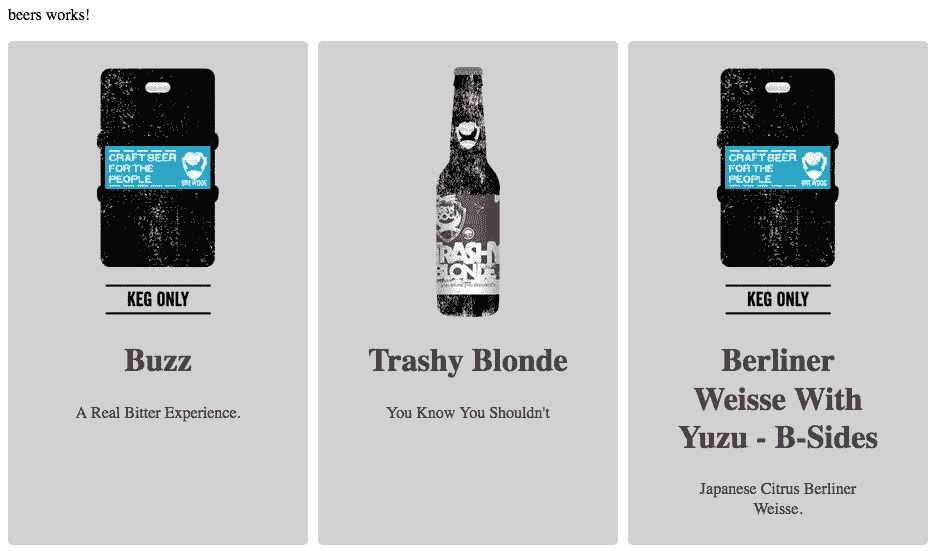 beers works!
CRAFT BEER
FOR THE
PEOPLE
BREWDOG
KEG ONLY
Buzz
A Real Bitter Experience.
TRASHY
BLONDE
Trashy Blonde
You Know You Shouldn't
CRAFT BEER
FOR THE
PEOPLE
BREWDOG
KEG ONLY
Berliner
Weisse With
Yuzu - B-Sides
Japanese Citrus Berliner
Weisse.